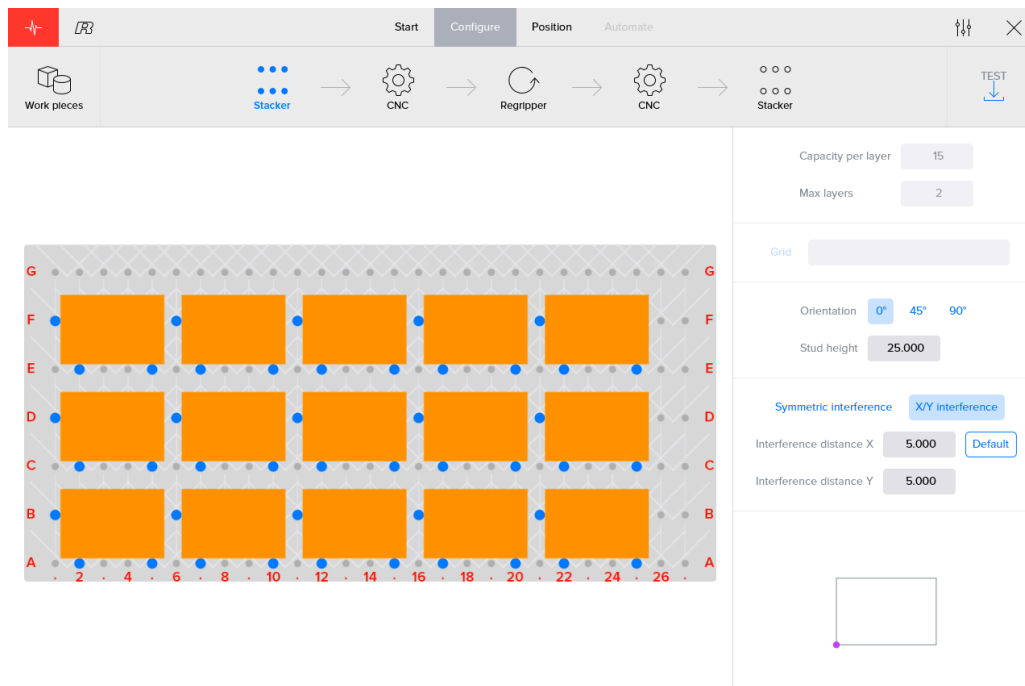 Start Configure Position Automate
Work pieces Stacker CNC Regripper CNC Stacker TEST
Capacity per layer 15
Max layers 2
Grid
Orientation 0° 45° 90°
Stud height 25.000
Symmetric interference X/Y interference
Interference distance X 5.000 Default
Interference distance Y 5.000
G G
F F
E E
D D
C C
B B
A A
· 2 · 4 · 6 · 8 · 10 · 12 · 14 · 16 · 18 · 20 · 22 · 24 · 26 ·